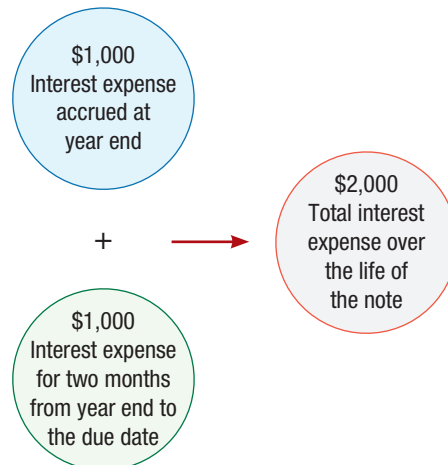 $1,000
Interest expense
accrued at
year end
+
$1,000
Interest expense
for two months
from year end to
the due date
$2,000
Total interest
expense over
the life of
the note